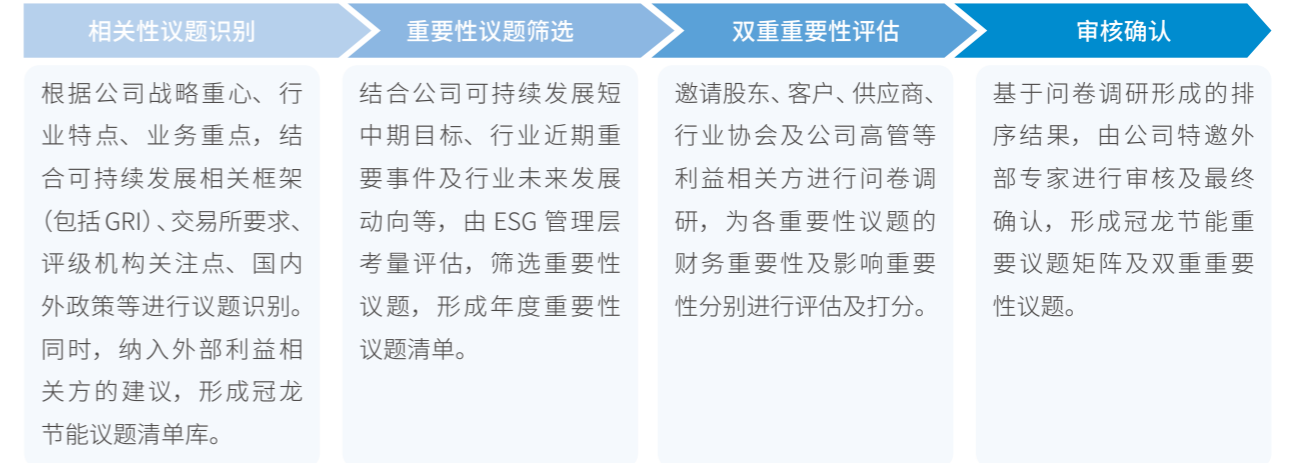 相关性议题识别
重要性议题筛选
双重重要性评估
审核确认
根据公司战略重心、行
业特点、业务重点，结
合可持续发展相关框架
（包括 GRI）、交易所要求、
评级机构关注点、国内
外政策等进行议题识别。
同时，纳入外部利益相
关方的建议，形成冠龙
节能议题清单库。
结合公司可持续发展短
中期目标、行业近期重
要事件及行业未来发展
动向等，由 ESG 管理层
考量评估，筛选重要性
议题，形成年度重要性
议题清单。
邀请股东、客户、供应商、
行业协会及公司高管等
利益相关方进行问卷调
研，为各重要性议题的
财务重要性及影响重要
性分别进行评估及打分。
基于问卷调研形成的排
序结果，由公司特邀外
部专家进行审核及最终
确认，形成冠龙节能重
要议题矩阵及双重重要
性议题。